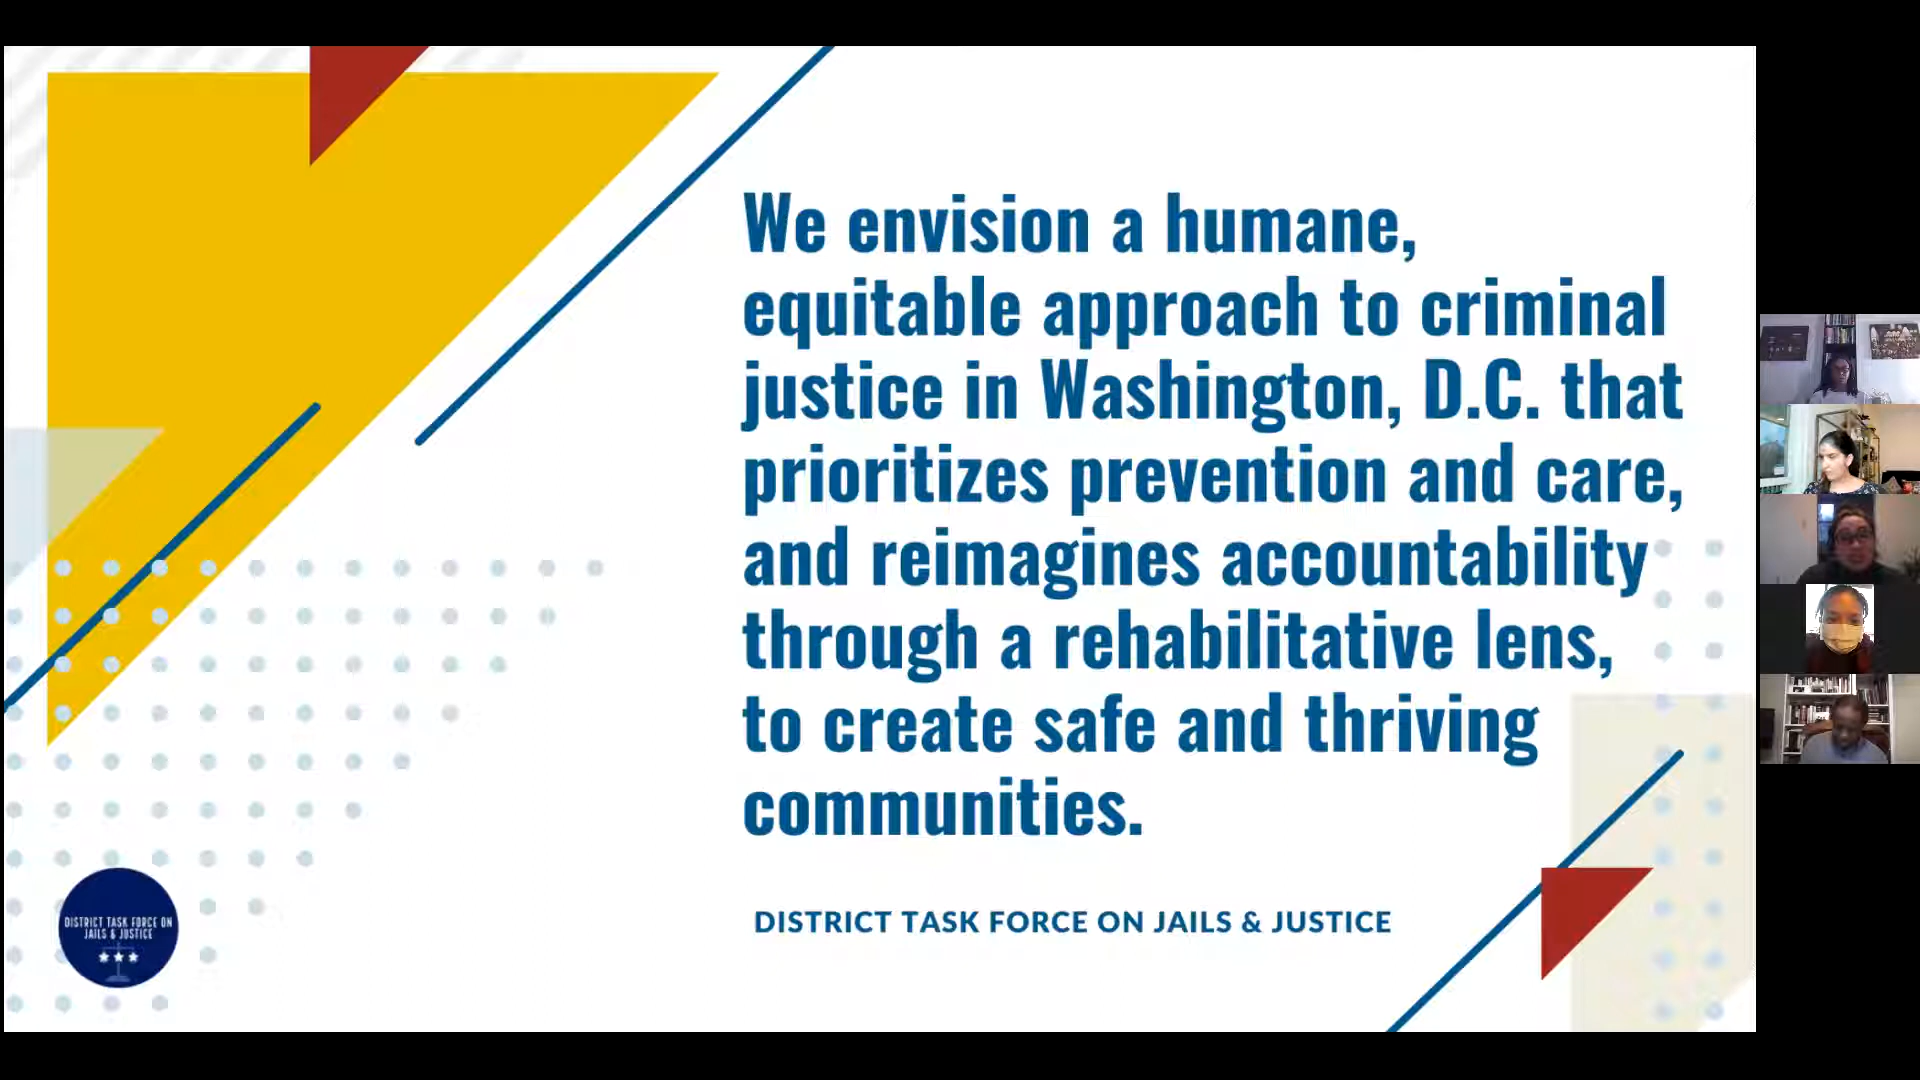 We envision a humane,
equitable approach to criminal
justice in Washington, D.C. that
prioritizes prevention and care,
and reimagines accountability
through a rehabilitative lens,
to create safe and thriving
communities.
DISTRICT TASK FORCE ON JAILS & JUSTICE
DISTRICT TASK FORCE ON
JAILS & JUSTICE